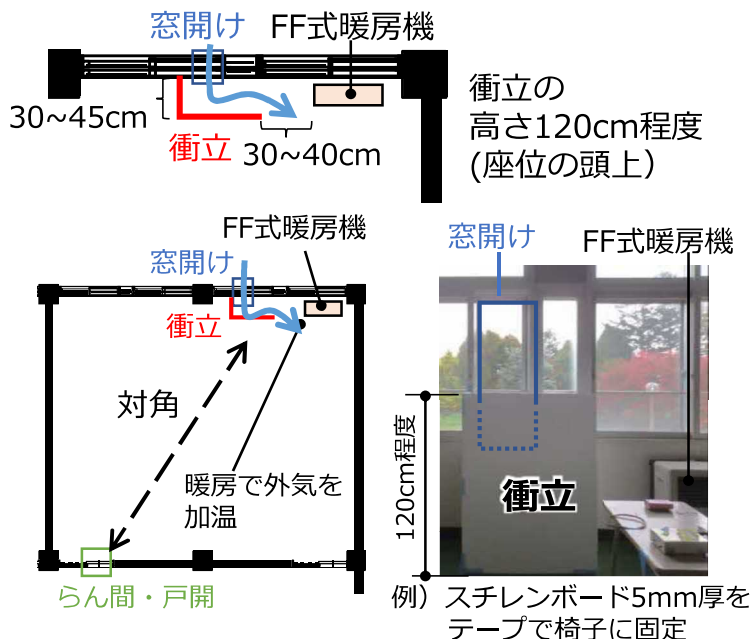 窓開け
FF式暖房機
30~45cm
衝立
30~40cm
衝立の
高さ120cm程度
(座位の頭上）
FF式暖房機
窓開け
衝立
対角
暖房で外気を
加温
らん間・戸開
窓開け
FF式暖房機
120cm程度
衝立
例）スチレンボード5mm厚を
テープで椅子に固定